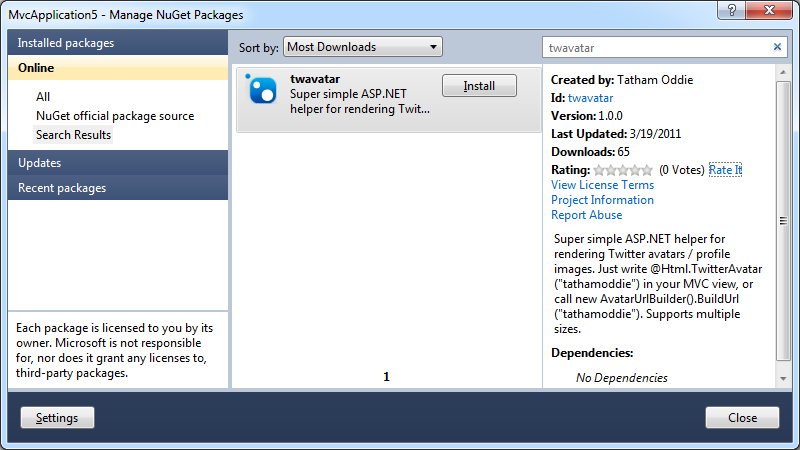 MvcApplication5 - Manage NuGet Packages
?
Installed packages
Online
All
NuGet official package source
Search Results
Updates
Recent packages
Each package is licensed to you by its
owner. Microsoft is not responsible
for, nor does it grant any licenses to,
third-party packages.
Sort by: Most Downloads
twavatar
Super simple ASP.NET
helper for rendering Twit...
Install
1
twavatar
Created by: Tatham Oddie
Id: twavatar
Version: 1.0.0
Last Updated: 3/19/2011
Downloads: 65
Rating: (0 Votes) Rate It
View License Terms
Project Information
Report Abuse
Super simple ASP.NET helper for
rendering Twitter avatars / profile
images. Just write @Html.TwitterAvatar
("tathamoddie") in your MVC view, or
call new AvatarUrlBuilder().BuildUrl
("tathamoddie"). Supports multiple
sizes.
Dependencies:
No Dependencies
Settings
Close